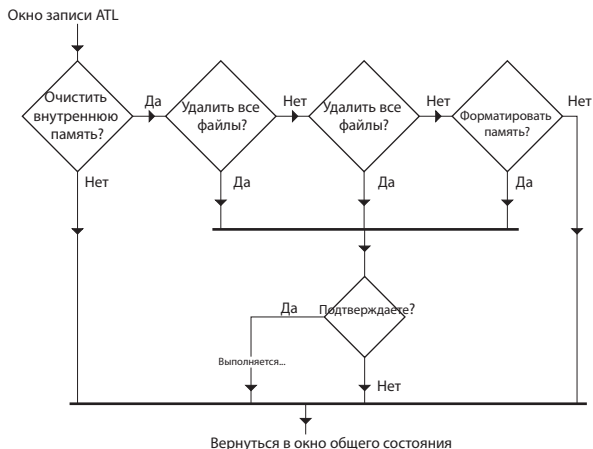 Окно записи ATL
Очистить
внутреннюю
память?
Да
Удалить все
файлы?
Нет
Удалить все
файлы?
Нет
Форматировать
память?
Нет
Нет
Да
Да
Да
Да
Подтверждаете?
Выполняется...
Нет
Вернуться в окно общего состояния